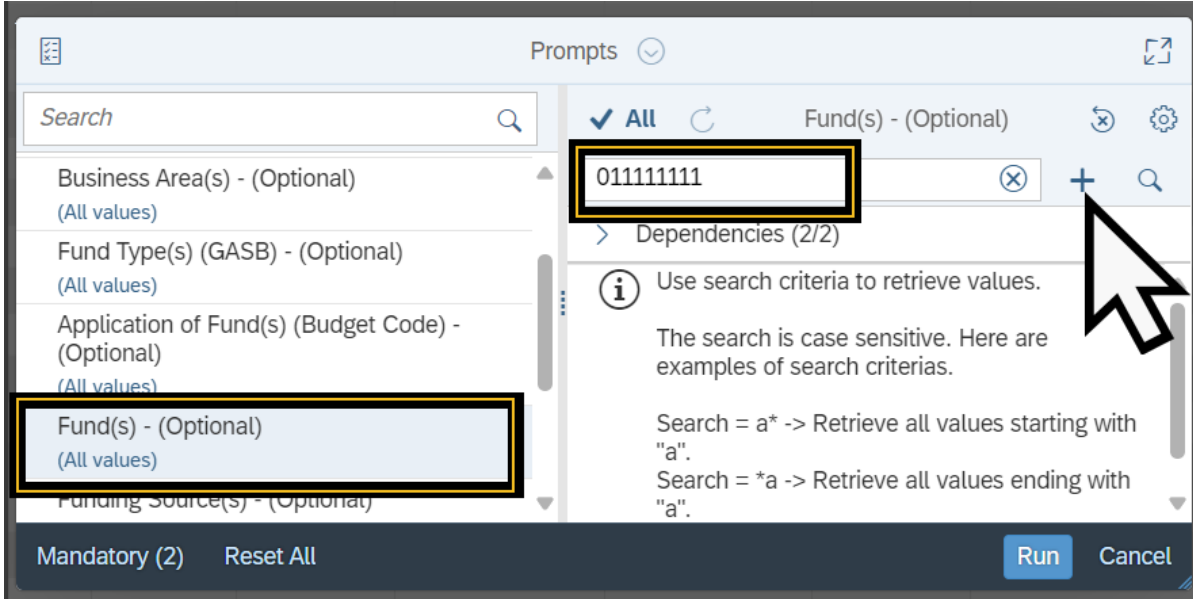 Prompts
Search
Business Area(s) - (Optional)
(All values)
Fund Type(s) (GASB) - (Optional)
(All values)
Application of Fund(s) (Budget Code) -
(Optional)
(All values)
Fund(s) - (Optional)
(All values)
Funding Source(s) - (Optional)
All
Fund(s) - (Optional)
011111111
Dependencies (2/2)
Use search criteria to retrieve values.
The search is case sensitive. Here are
examples of search criterias.
Search = a* -> Retrieve all values starting with
"a".
Search = *a -> Retrieve all values ending with
"a".
Mandatory (2)
Reset All
Run
Cancel